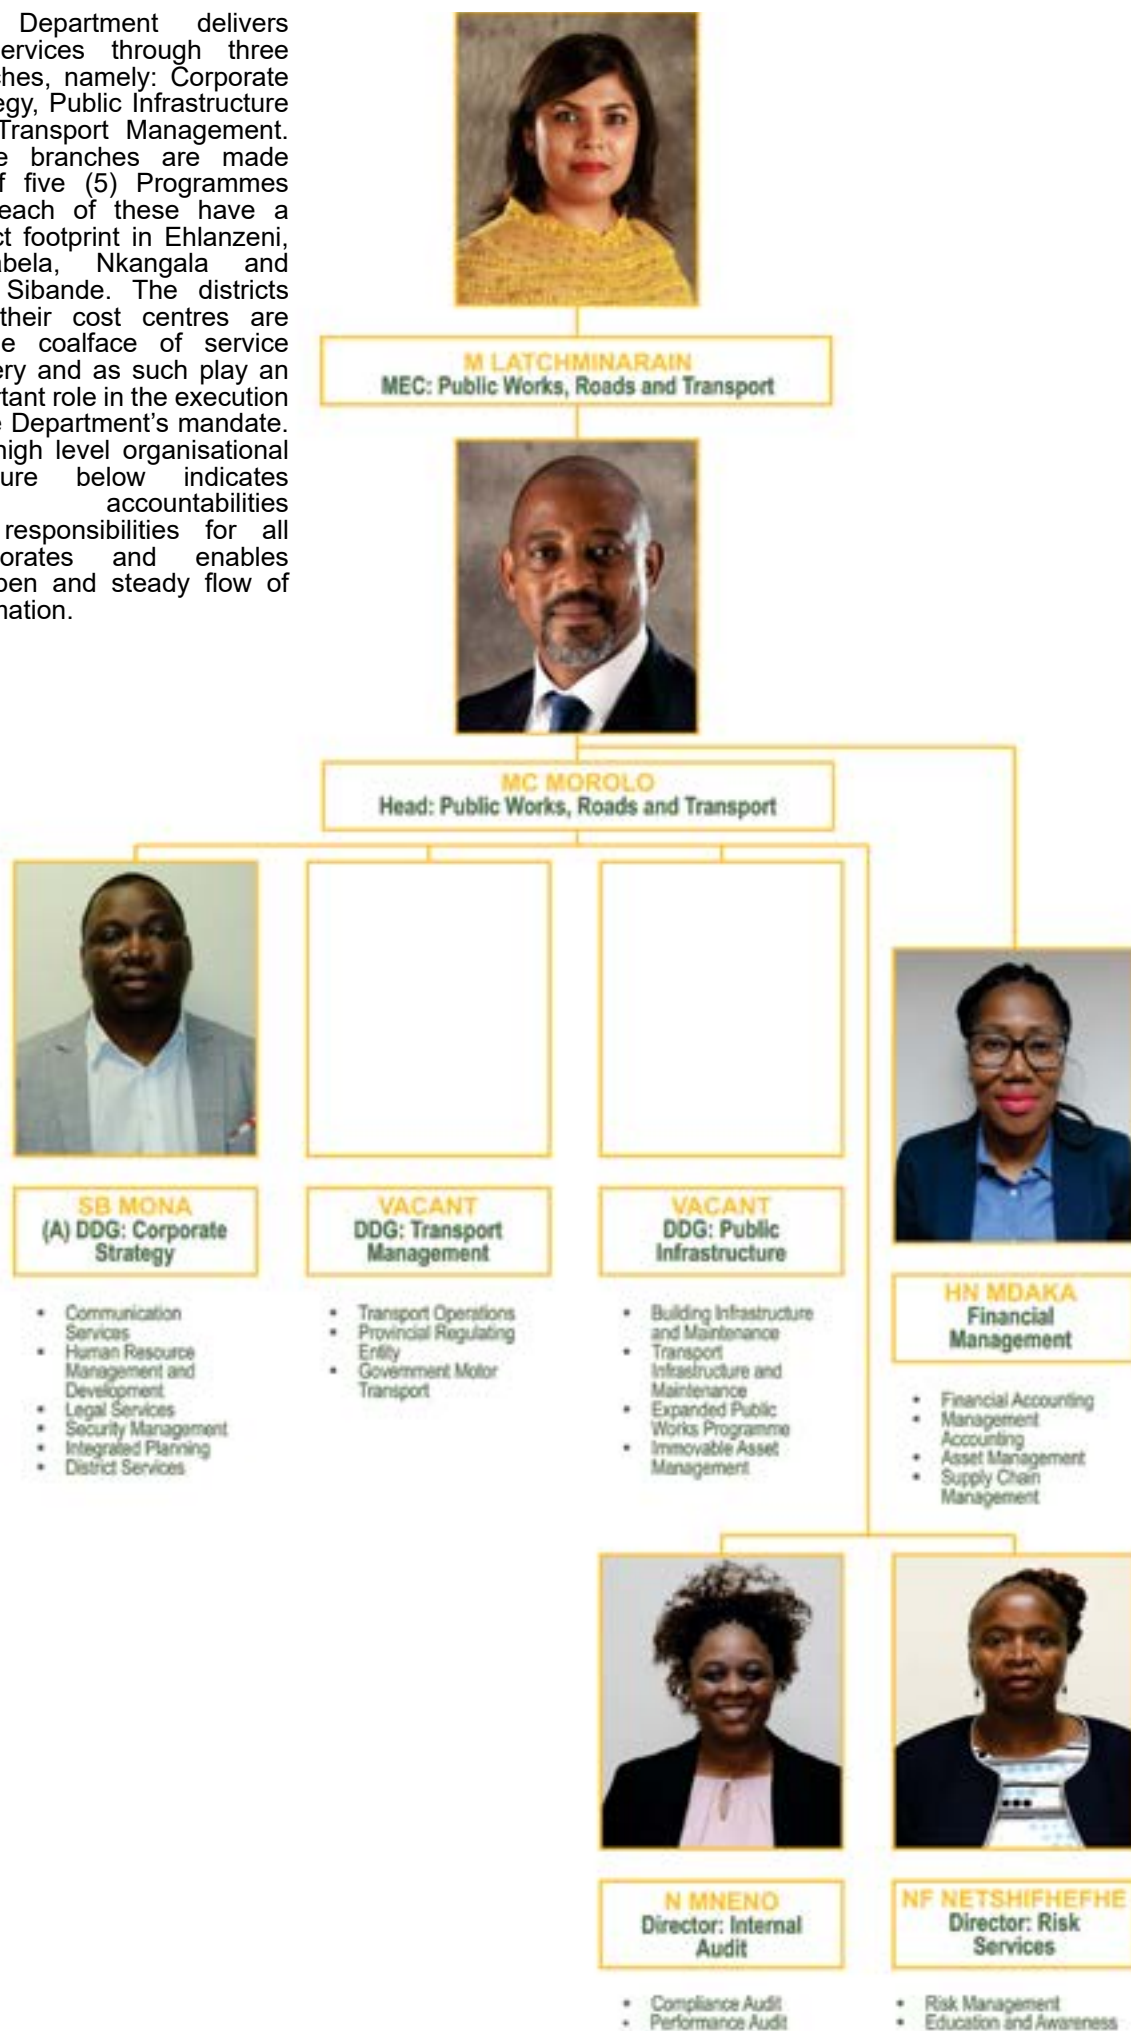 Department delivers
ervices through three
ches, namely: Corporate
egy, Public Infrastructure
Transport Management.
e branches are made
f five (5) Programmes
each of these have a
ct footprint in Ehlanzeni,
abela, Nkangala and
Sibande. The districts
their cost centres are
e coalface of service
ery and as such play an
rtant role in the execution
e Department’s mandate.
high level organisational
ure below indicates
accountabilities
responsibilities for all
orates and enables
pen and steady flow of
mation.
M LATCHMINARAIN
MEC: Public Works, Roads and Transport
MC MOROLO
Head: Public Works, Roads and Transport
SB MONA
(A) DDG: Corporate
Strategy
• Communication
Services
• Human Resource
Management and
Development
• Legal Services
• Security Management
• Integrated Planning
• District Services
VACANT
DDG: Transport
Management
• Transport Operations
• Provincial Regulating
Entity
• Government Motor
Transport
VACANT
DDG: Public
Infrastructure
• Building Infrastructure
and Maintenance
• Transport
Infrastructure and
Maintenance
• Expanded Public
Works Programme
• Immovable Asset
Management
HN MDAKA
Financial
Management
• Financial Accounting
• Management
Accounting
• Asset Management
• Supply Chain
Management
N MNENO
Director: Internal
Audit
• Compliance Audit
• Performance Audit
NF NETSHIFHEFHE
Director: Risk
Services
• Risk Management
• Education and Awareness